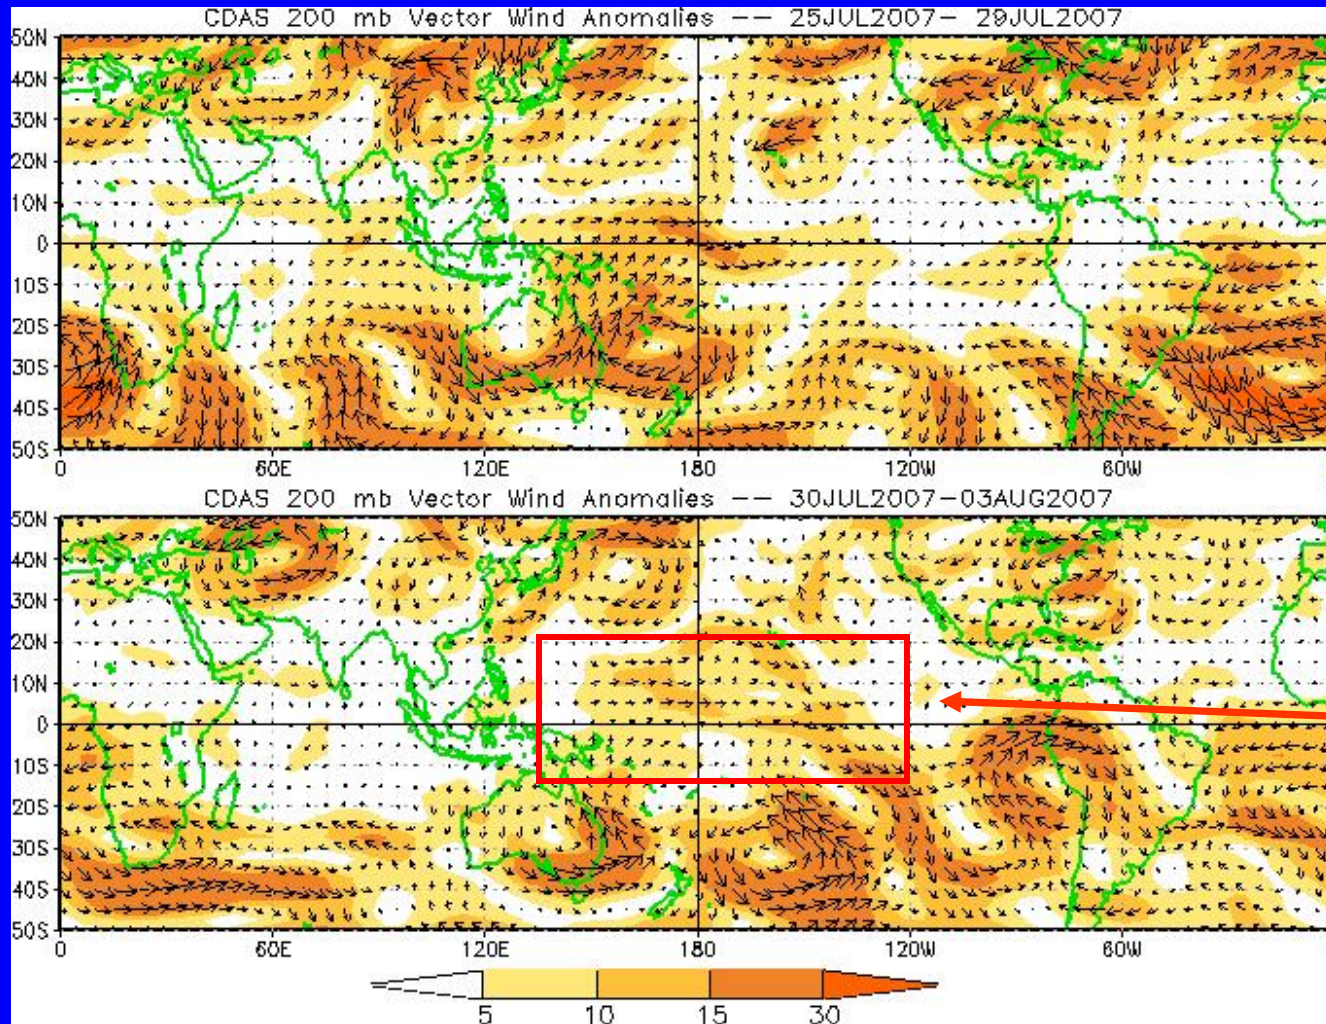 CDAS 200 mb Vector Wind Anomalies -- 25JUL2007- 29JUL2007
50N
40N
30N
20N
10N
0
10S
20S
30S
40S
50S
0 60E 120E 180 120W 60W
CDAS 200 mb Vector Wind Anomalies -- 30JUL2007-03AUG2007
50N
40N
30N
20N
10N
0
10S
20S
30S
40S
50S
0 60E 120E 180 120W 60W
5 10 15 30